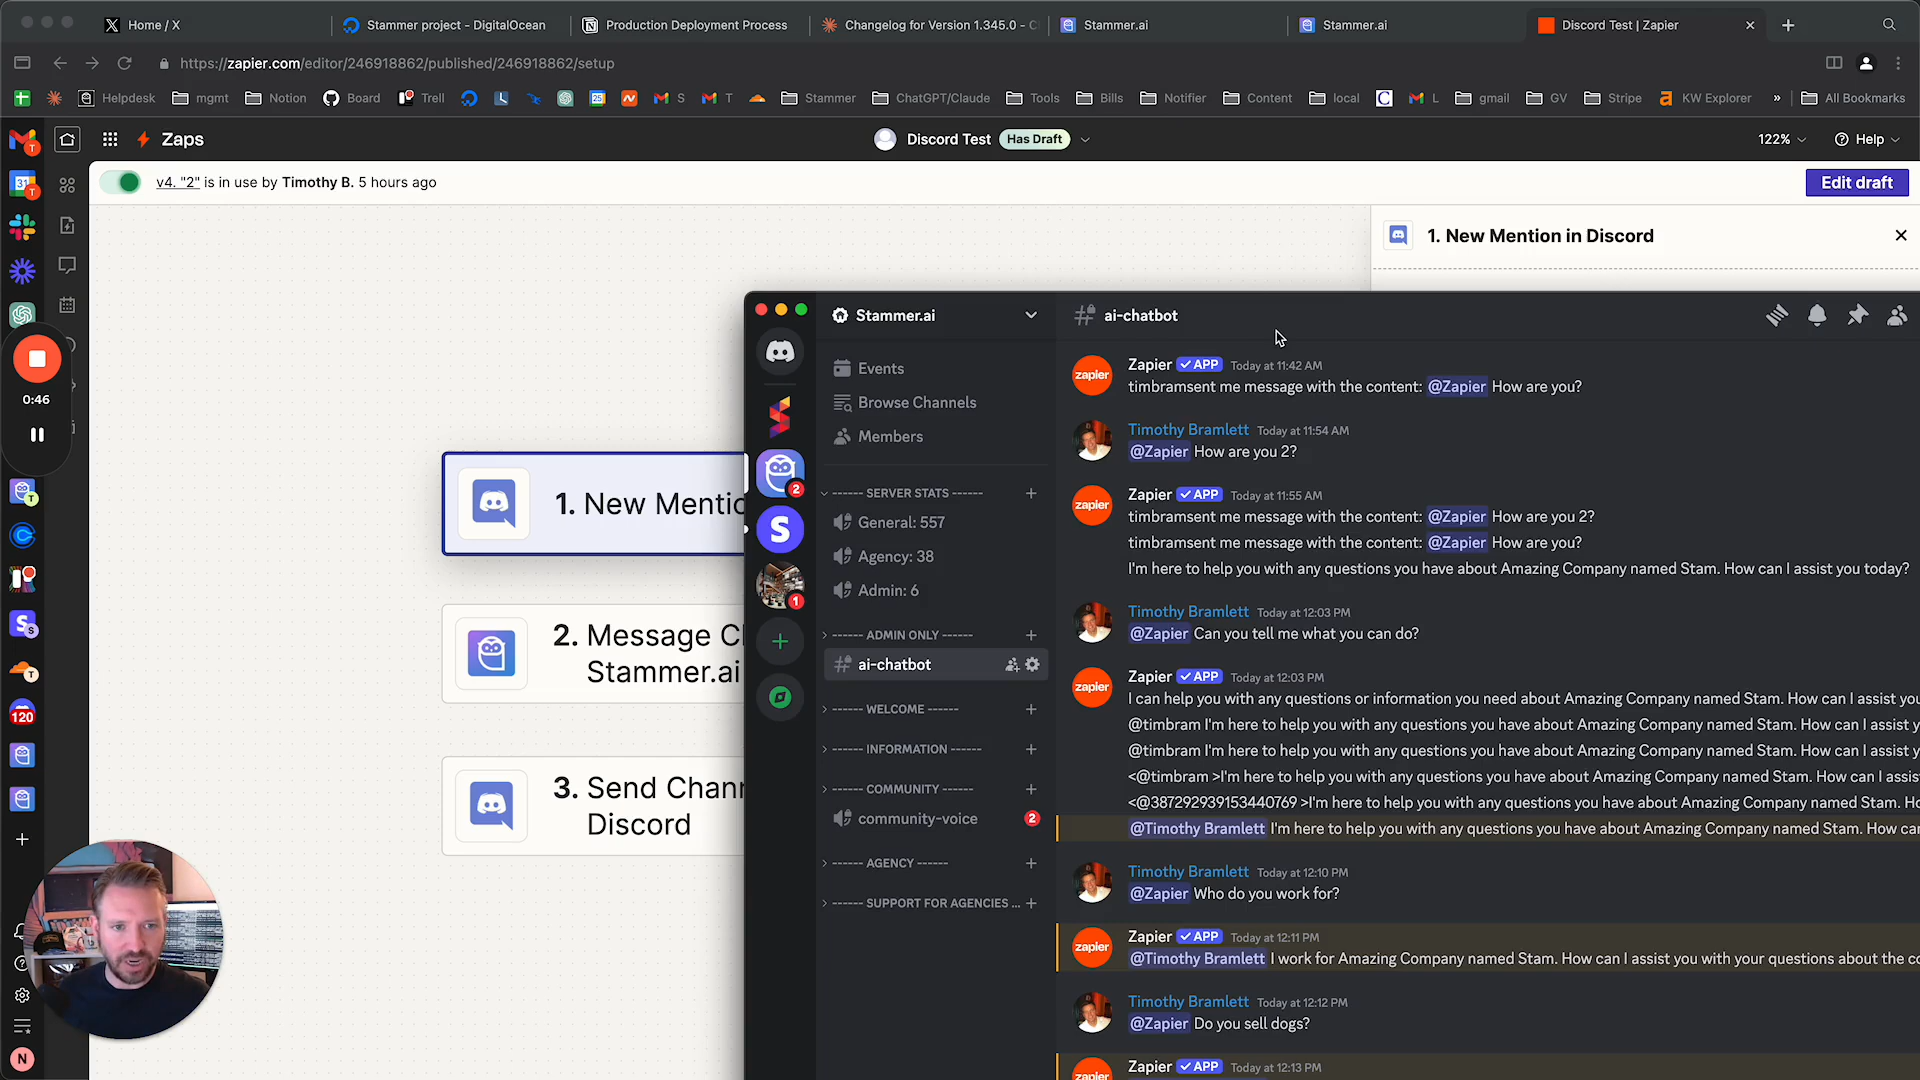 Home / X
Stammer project - DigitalOcean
Production Deployment Process
Changelog for Version 1.345.0 - C
Stammer.ai
Stammer.ai
Discord Test | Zapier
https://zapier.com/editor/246918862/published/246918862/setup
Helpdesk
mgmt
Notion
Board
Trell
S
T
Stammer
ChatGPT/Claude
Tools
Bills
Notifier
Content
local
L
gmail
GV
Stripe
KW Explorer
»
All Bookmarks
Zaps
Discord Test
Has Draft
122%
Help
v4. "2" is in use by Timothy B. 5 hours ago
Edit draft
1. New Mention in Discord
1. New Mentio
2. Message C
Stammer.ai
3. Send Chan
Discord
0:46
120
N
Stammer.ai
Events
Browse Channels
Members
------ SERVER STATS ------
General: 557
Agency: 38
Admin: 6
------ ADMIN ONLY ------
ai-chatbot
------ WELCOME ------
------ INFORMATION ------
------ COMMUNITY ------
community-voice
2
------ AGENCY ------
------ SUPPORT FOR AGENCIES ...
2
S
1
ai-chatbot
Zapier ✓ APP Today at 11:42 AM
timbramsent me message with the content: @Zapier How are you?
Timothy Bramlett Today at 11:54 AM
@Zapier How are you 2?
Zapier ✓ APP Today at 11:55 AM
timbramsent me message with the content: @Zapier How are you 2?
timbramsent me message with the content: @Zapier How are you?
I'm here to help you with any questions you have about Amazing Company named Stam. How can I assist you today?
Timothy Bramlett Today at 12:03 PM
@Zapier Can you tell me what you can do?
Zapier ✓ APP Today at 12:03 PM
I can help you with any questions or information you need about Amazing Company named Stam. How can I assist you
@timbram I'm here to help you with any questions you have about Amazing Company named Stam. How can I assist y
@timbram I'm here to help you with any questions you have about Amazing Company named Stam. How can I assist y
<@timbram >I'm here to help you with any questions you have about Amazing Company named Stam. How can I assis
<@387292939153440769 >I'm here to help you with any questions you have about Amazing Company named Stam. Ho
@Timothy Bramlett I'm here to help you with any questions you have about Amazing Company named Stam. How can
Timothy Bramlett Today at 12:10 PM
@Zapier Who do you work for?
Zapier ✓ APP Today at 12:11 PM
@Timothy Bramlett I work for Amazing Company named Stam. How can I assist you with your questions about the co
Timothy Bramlett Today at 12:12 PM
@Zapier Do you sell dogs?
Zapier ✓ APP Today at 12:13 PM